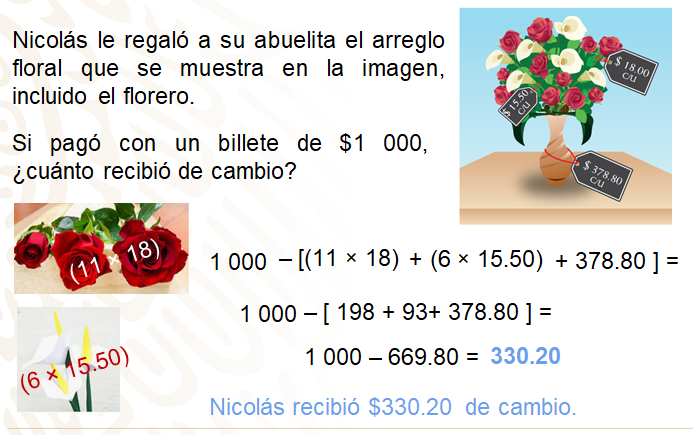 Nicolás le regaló a su abuelita el arreglo
floral que se muestra en la imagen,
incluido el florero.
Si pagó con un billete de $1 000,
¿cuánto recibió de cambio?
$ 18.00
C/U
$ 15.50
C/U
$ 378.80
C/U
(11 × 18)
1 000 – [(11 × 18) + (6 × 15.50) + 378.80 ] =
1 000 – [ 198 + 93+ 378.80 ] =
(6 × 15.50)
1 000 – 669.80 = 330.20
Nicolás recibió $330.20 de cambio.